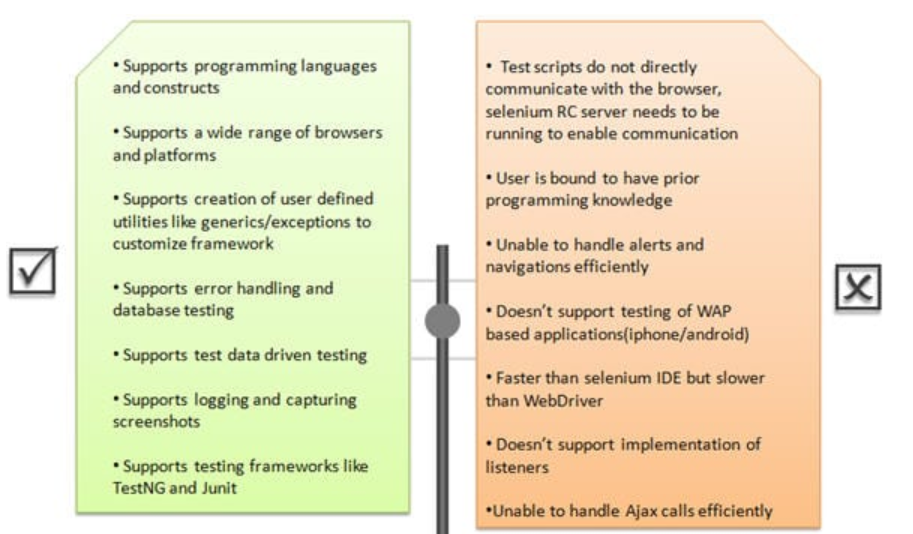 • Supports programming languages
and constructs
• Supports a wide range of browsers
and platforms
• Supports creation of user defined
utilities like generics/exceptions to
customize framework
• Supports error handling and
database testing
• Supports test data driven testing
• Supports logging and capturing
screenshots
• Supports testing frameworks like
TestNG and Junit
• Test scripts do not directly
communicate with the browser,
selenium RC server needs to be
running to enable communication
• User is bound to have prior
programming knowledge
• Unable to handle alerts and
navigations efficiently
• Doesn’t support testing of WAP
based applications(iphone/android)
• Faster than selenium IDE but slower
than WebDriver
• Doesn’t support implementation of
listeners
•Unable to handle Ajax calls efficiently